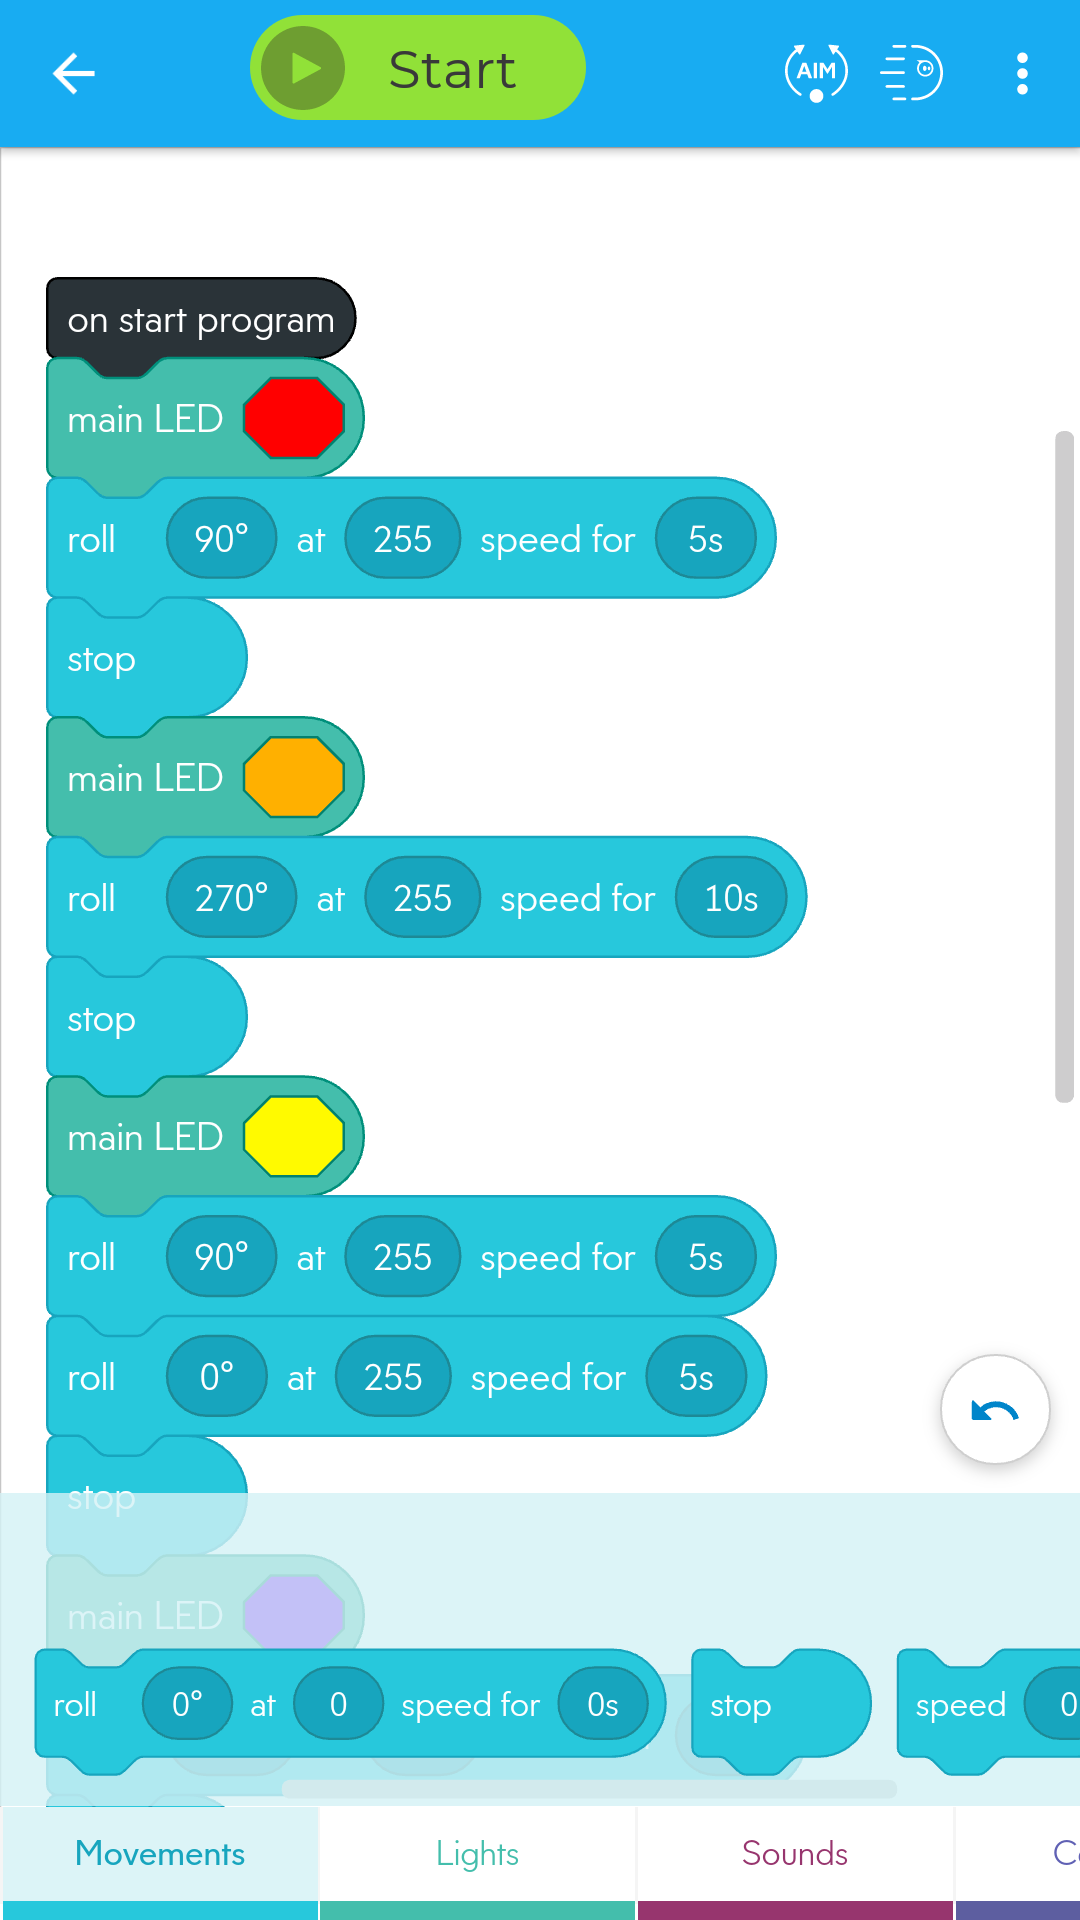 Start
AIM
on start program
main LED
roll 90° at 255 speed for 5s
stop
main LED
roll 270° at 255 speed for 10s
stop
main LED
roll 90° at 255 speed for 5s
roll 0° at 255 speed for 5s
stop
main LED
roll 0° at 0 speed for 0s
stop
speed 0
Movements
Lights
Sounds